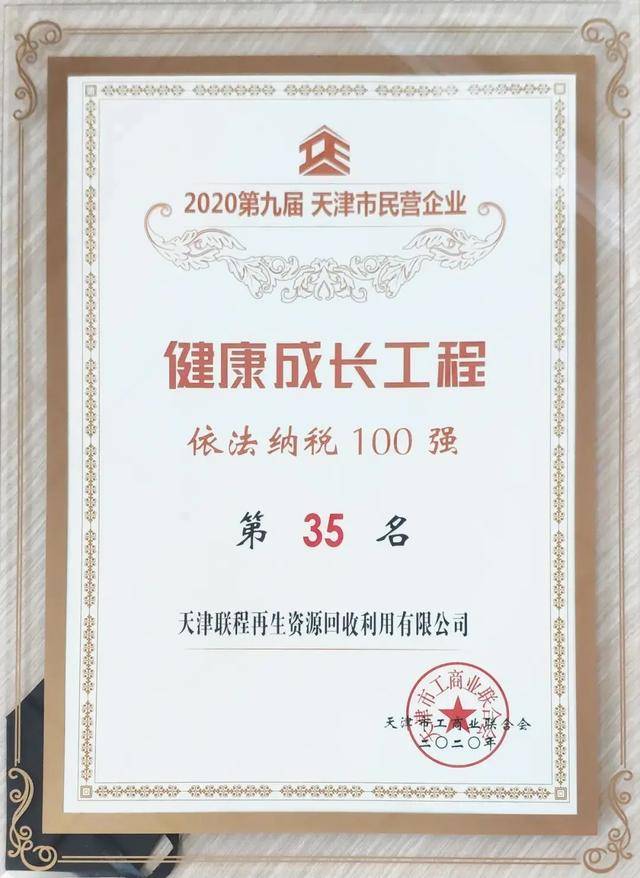 2020第九届 天津市民营企业
健康成长工程
依法纳税100强
第 35 名
天津联程再生资源回收利用有限公司
天津市工商业联合会
天津市工商业联合会
二〇二〇年